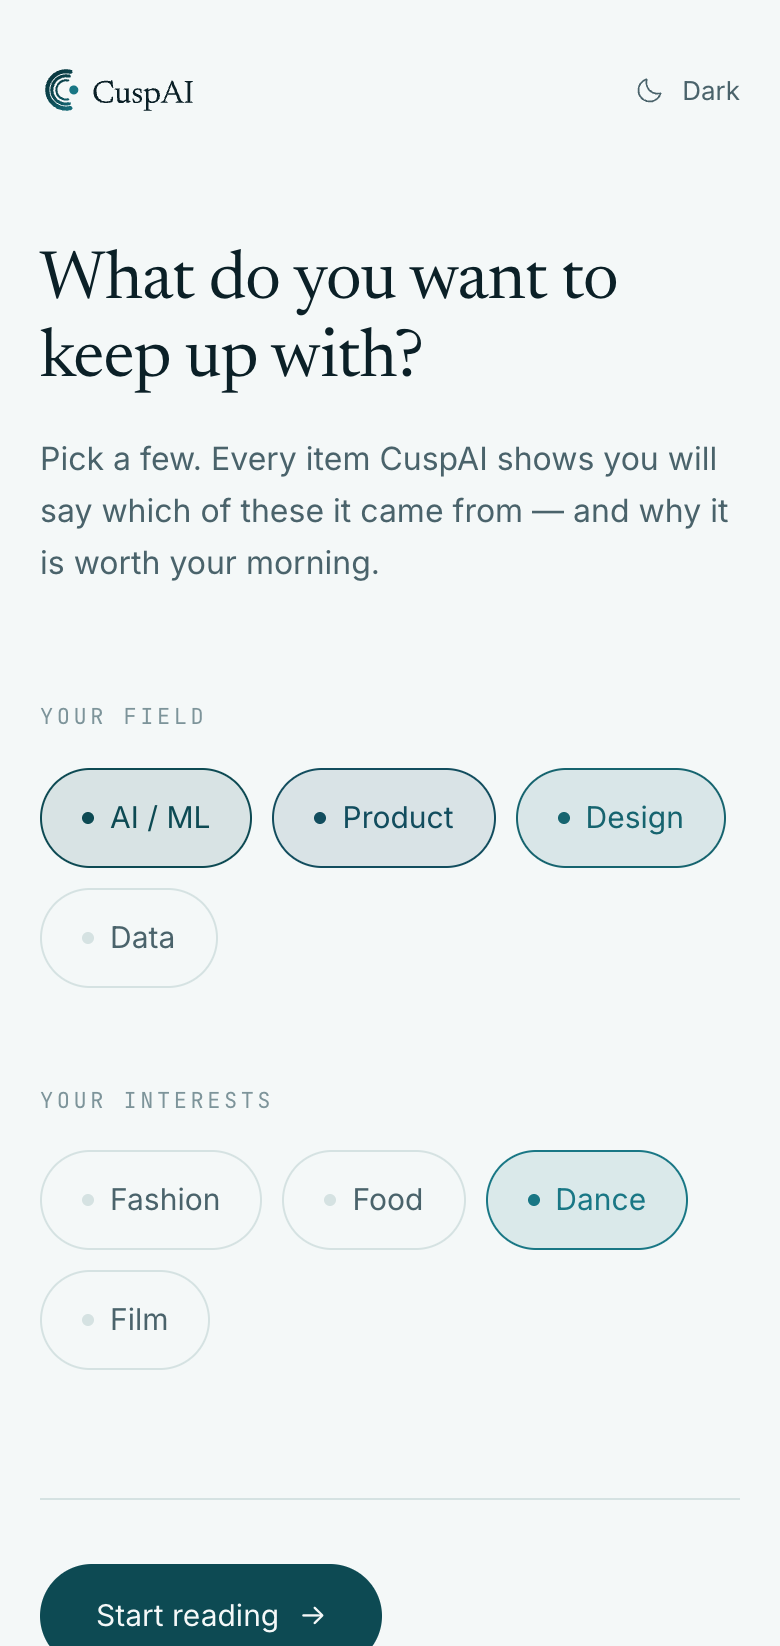 CuspAI
Dark
What do you want to
keep up with?
Pick a few. Every item CuspAI shows you will
say which of these it came from — and why it
is worth your morning.
YOUR FIELD
AI / ML
Product
Design
Data
YOUR INTERESTS
Fashion
Food
Dance
Film
Start reading →